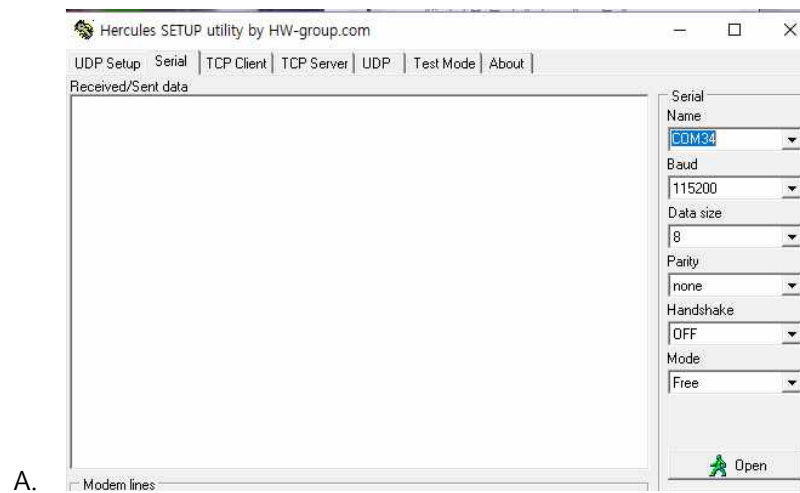 Hercules SETUP utility by HW-group.com
UDP Setup Serial TCP Client TCP Server UDP Test Mode About
Received/Sent data
Serial
Name
COM34
Baud
115200
Data size
8
Parity
none
Handshake
OFF
Mode
Free
Open
A.
Modem lines